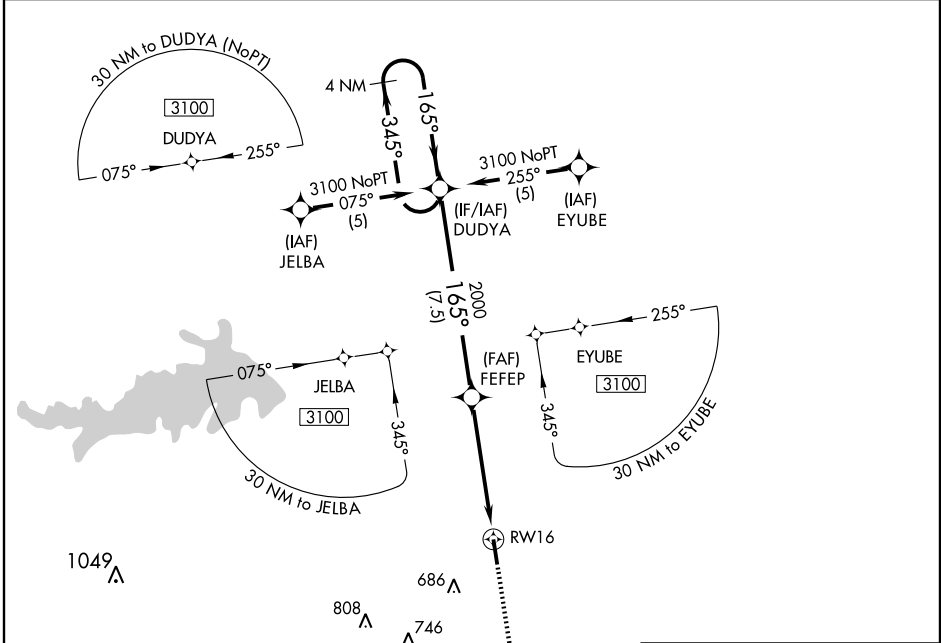 30 NM to DUDYA (NoPT)
3100
DUDYA
075°
255°
4 NM
345°
165°
3100 NoPT
075°
(5)
3100 NoPT
255°
(5)
(IAF)
JELBA
(IF/IAF)
DUDYA
(IAF)
EYUBE
2000
165°
(7.5)
075°
JELBA
3100
345°
30 NM to JELBA
(FAF)
FEFEP
255°
EYUBE
3100
345°
30 NM to EYUBE
RW16
1049
686
808
746